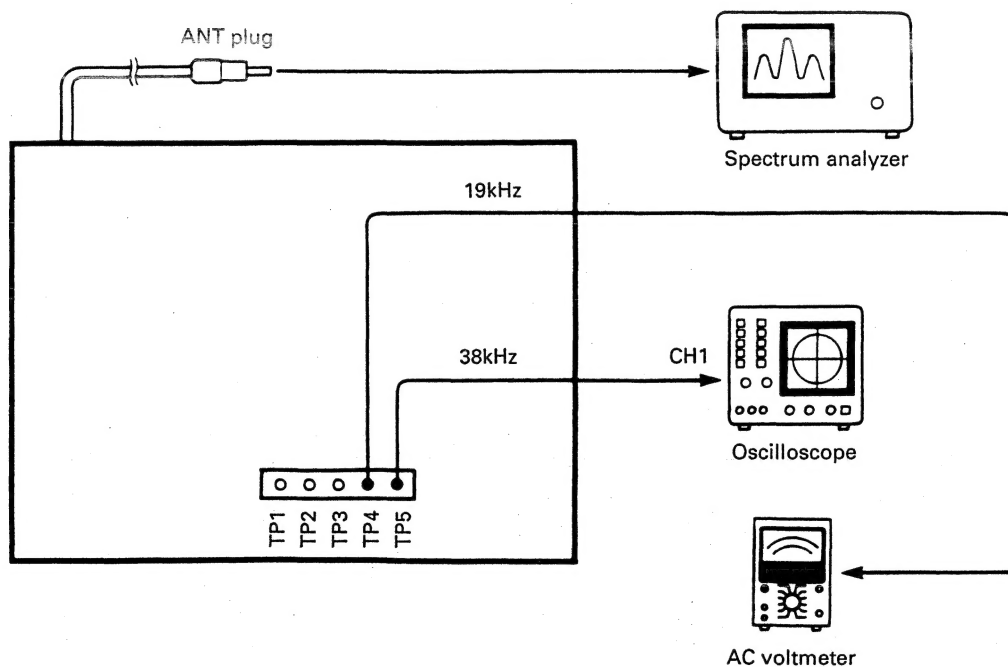 ANT plug
Spectrum analyzer
19kHz
38kHz
CH1
Oscilloscope
TP1
TP2
TP3
TP4
TP5
AC voltmeter